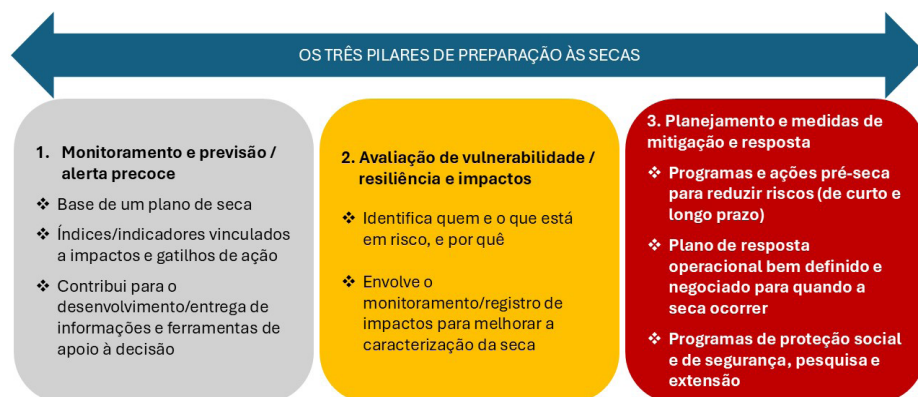 OS TRÊS PILARES DE PREPARAÇÃO ÀS SECAS
1. Monitoramento e previsão /
alerta precoce
❖ Base de um plano de seca
❖ Índices/indicadores vinculados
a impactos e gatilhos de ação
❖ Contribui para o
desenvolvimento/entrega de
informações e ferramentas de
apoio à decisão
2. Avaliação de vulnerabilidade /
resiliência e impactos
❖ Identifica quem e o que está
em risco, e por quê
❖ Envolve o
monitoramento/registro de
impactos para melhorar a
caracterização da seca
3. Planejamento e medidas de
mitigação e resposta
❖ Programas e ações pré-seca
para reduzir riscos (de curto e
longo prazo)
❖ Plano de resposta
operacional bem definido e
negociado para quando a
seca ocorrer
❖ Programas de proteção social
e de segurança, pesquisa e
extensão